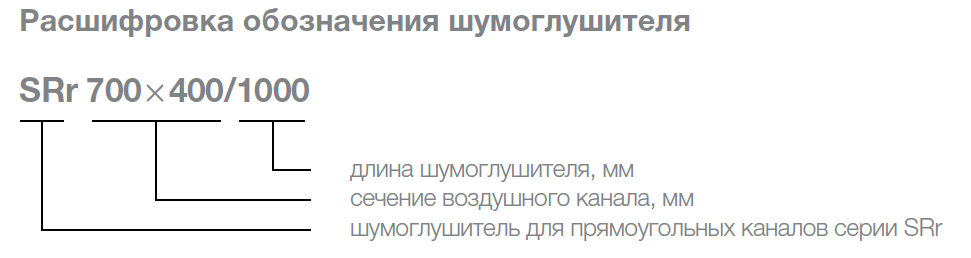 Расшифровка обозначения шумоглушителя
SRr 700×400/1000
длина шумоглушителя, мм
сечение воздушного канала, мм
шумоглушитель для прямоугольных каналов серии SRr